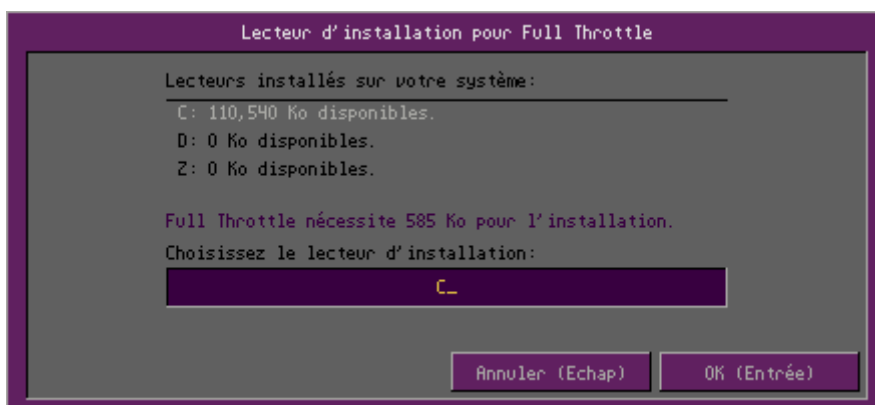 Lecteur d'installation pour Full Throttle
Lecteurs installés sur votre système:
C: 110,540 Ko disponibles.
D: 0 Ko disponibles.
Z: 0 Ko disponibles.
Full Throttle nécessite 585 Ko pour l'installation.
Choisissez le lecteur d'installation:
C_
Annuler (Echap) OK (Entrée)